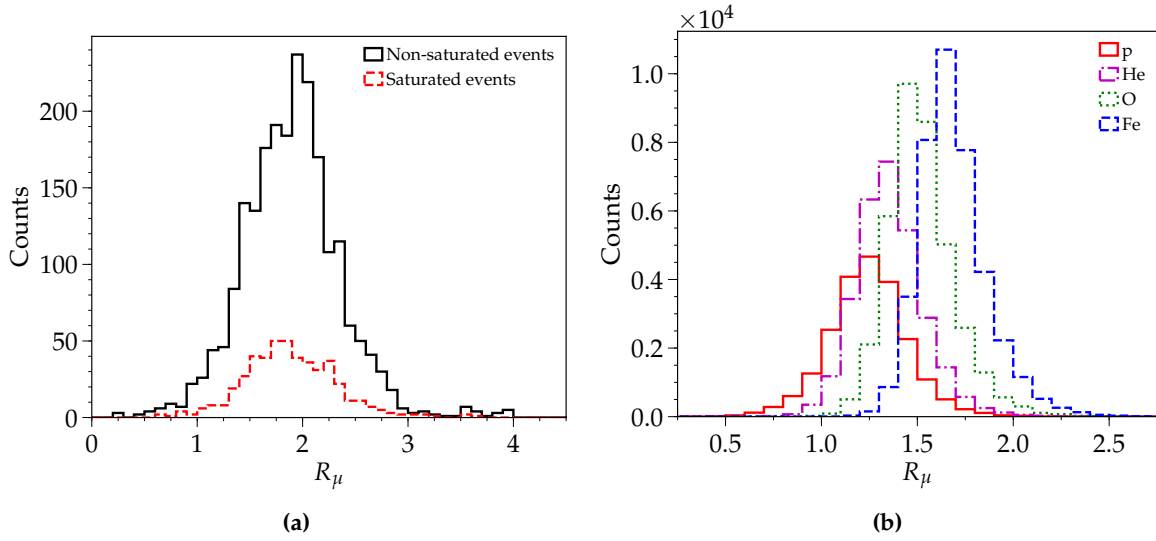 Non-saturated events
Saturated events
200
150
100
50
0
Counts
0
1
2
3
4
R_μ
(a)
×10⁴
p
He
O
Fe
1.0
0.8
0.6
0.4
0.2
0.0
Counts
0.5
1.0
1.5
2.0
2.5
R_μ
(b)